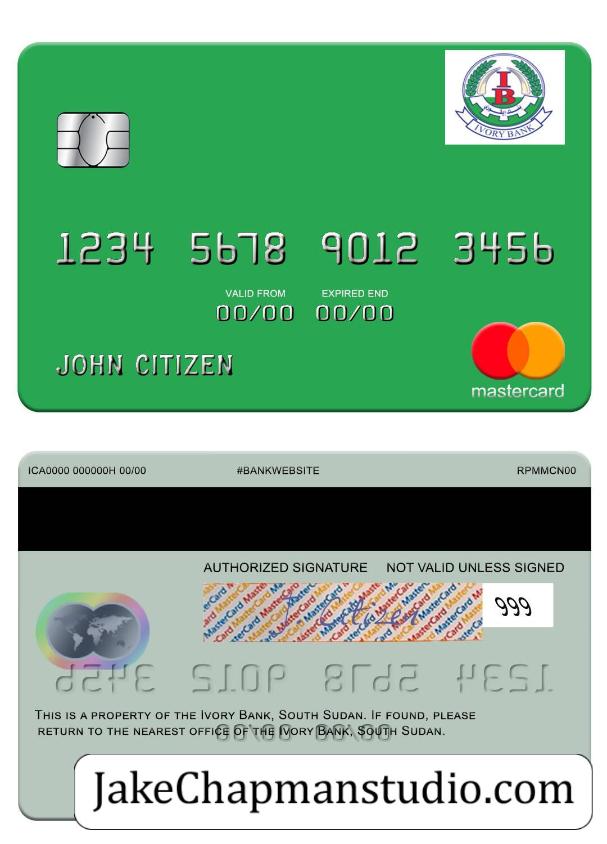 IB
IVORY BANK
1234 5678 9012 3456
VALID FROM EXPIRED END
00/00 00/00
JOHN CITIZEN
mastercard
ICA0000 000000H 00/00 #BANKWEBSITE RPMMCN00
AUTHORIZED SIGNATURE NOT VALID UNLESS SIGNED
Citizen
999
THIS IS A PROPERTY OF THE IVORY BANK, SOUTH SUDAN. IF FOUND, PLEASE
RETURN TO THE NEAREST OFFICE OF THE IVORY BANK, SOUTH SUDAN.
JakeChapmanstudio.com